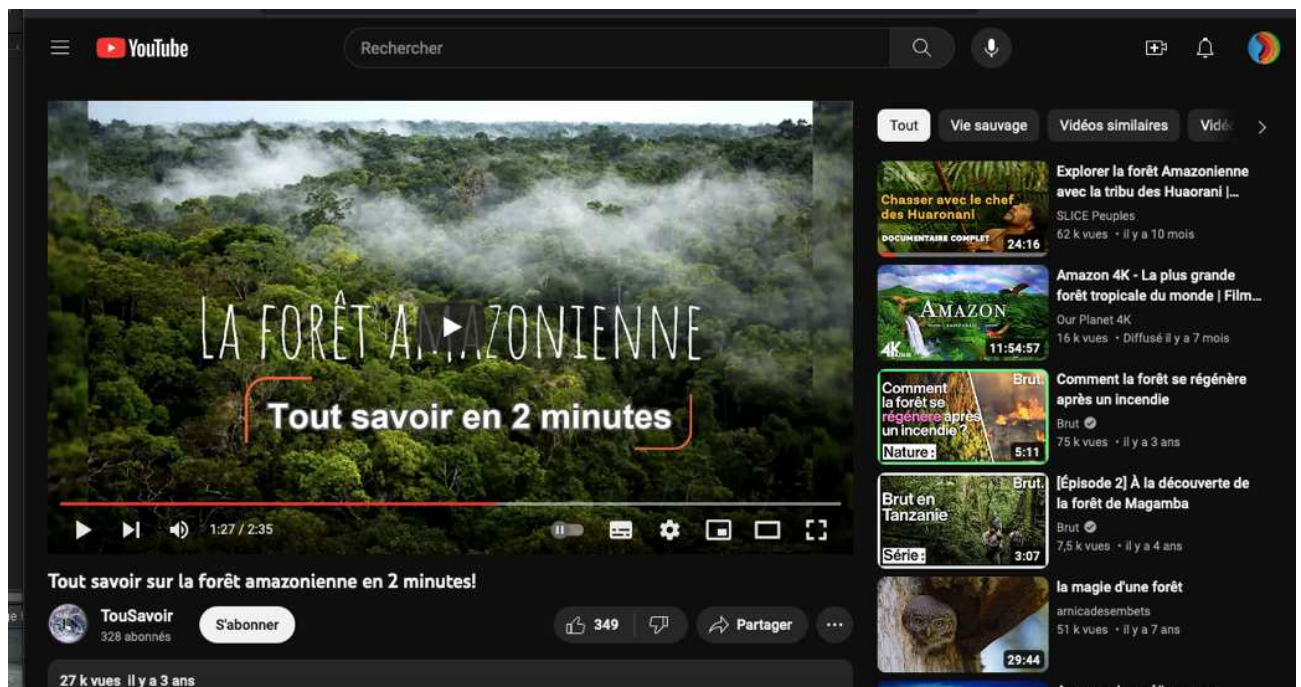 YouTube
Rechercher
LA FORÊT AMAZONIENNE
Tout savoir en 2 minutes
1:27 / 2:35
Tout savoir sur la forêt amazonienne en 2 minutes!
TouSavoir
328 abonnés
S'abonner
349
Partager
27 k vues il y a 3 ans
Tout
Vie sauvage
Vidéos similaires
Chasser avec le chef
des Huaronani
DOCUMENTAIRE COMPLET
24:16
Explorer la forêt Amazonienne
avec la tribu des Huaorani |...
SLICE Peuples
62 k vues • il y a 10 mois
AMAZON
4K
11:54:57
Amazon 4K - La plus grande
forêt tropicale du monde | Film...
Our Planet 4K
16 k vues • Diffusé il y a 7 mois
Brut.
Comment
la forêt se
régénère après
un incendie ?
Nature :
5:11
Comment la forêt se régénère
après un incendie
Brut
75 k vues • il y a 3 ans
Brut.
Brut en
Tanzanie
Série :
3:07
[Épisode 2] À la découverte de
la forêt de Magamba
Brut
7,5 k vues • il y a 4 ans
29:44
la magie d'une forêt
arnicadesembets
51 k vues • il y a 7 ans